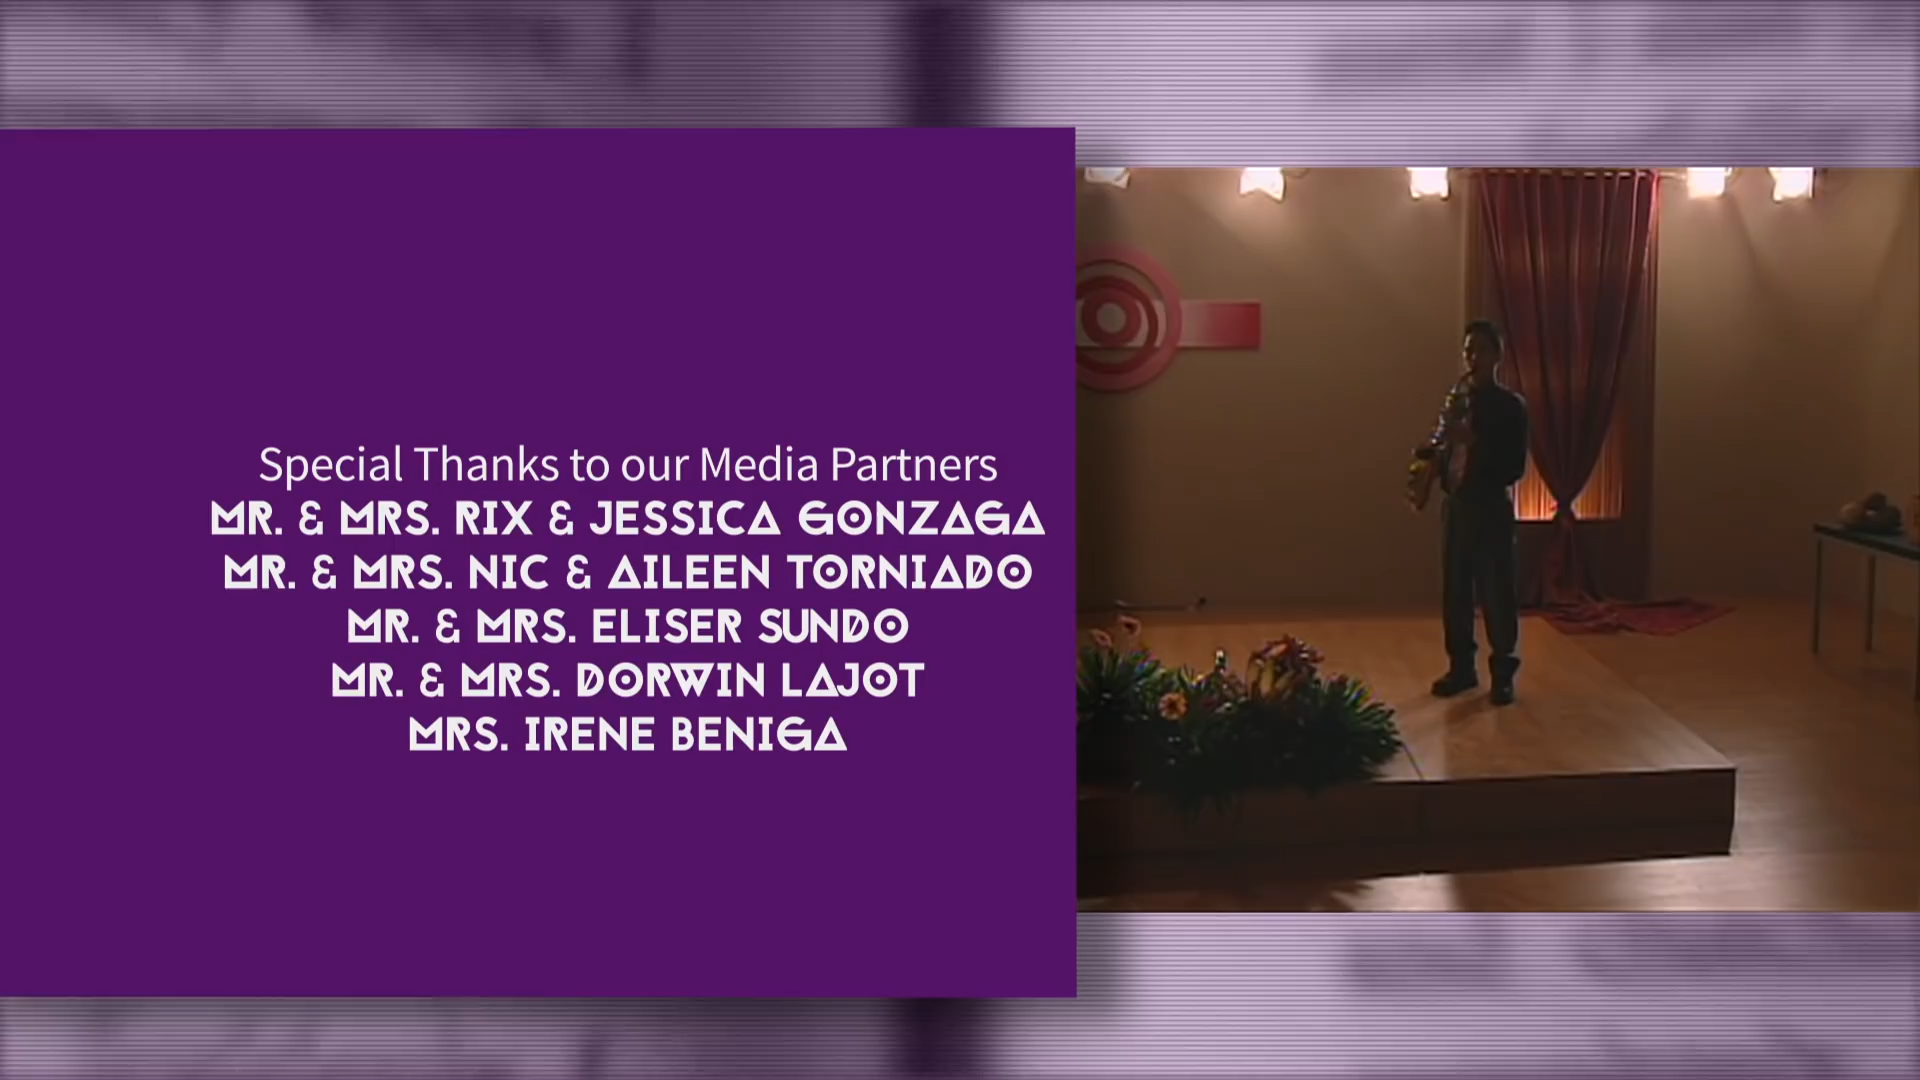 Special Thanks to our Media Partners
MR. & MRS. RIX & JESSICA GONZAGA
MR. & MRS. NIC & AILEEN TORNIADO
MR. & MRS. ELISER SUNDO
MR. & MRS. DORWIN LAJOT
MRS. IRENE BENIGA